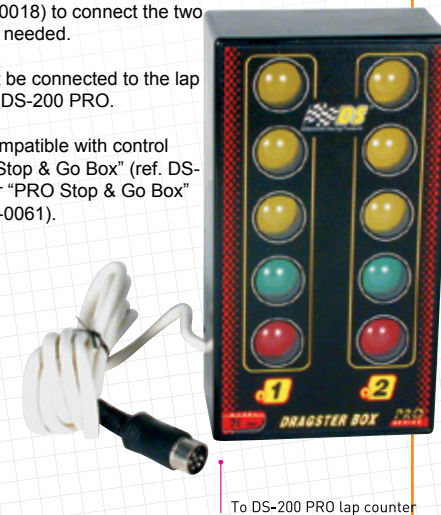 0018) to connect the two
needed.
be connected to the lap
DS-200 PRO.
mpatible with control
Stop & Go Box” (ref. DS-
“PRO Stop & Go Box”
-0061).
DS
1
2
DRAGSTER BOX
PRO
SERIES
To DS-200 PRO lap counter